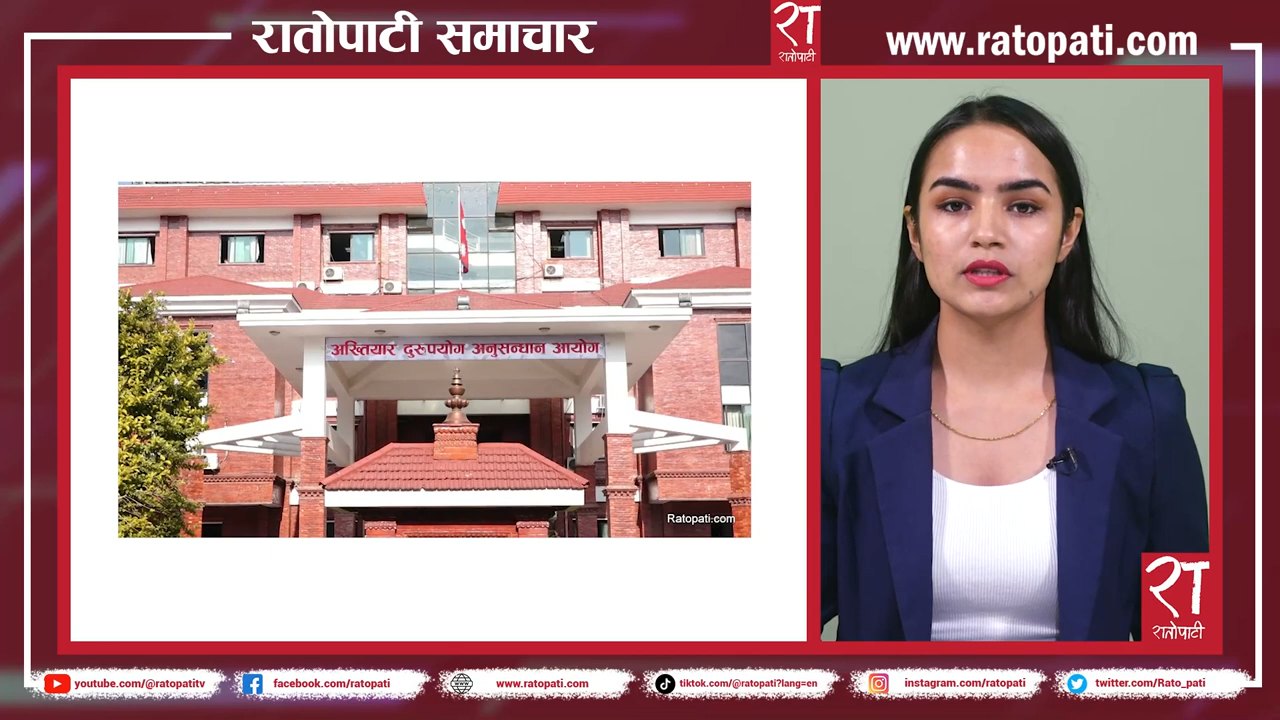 रातोपाटी समाचार
रा
रातोपाटी
www.ratopati.com
अख्तियार दुरुपयोग अनुसन्धान आयोग
Ratopati.com
रा
रातोपाटी
youtube.com/@ratopatitv
facebook.com/ratopati
www.ratopati.com
tiktok.com/@ratopati?lang=en
instagram.com/ratopati
twitter.com/Rato_pati